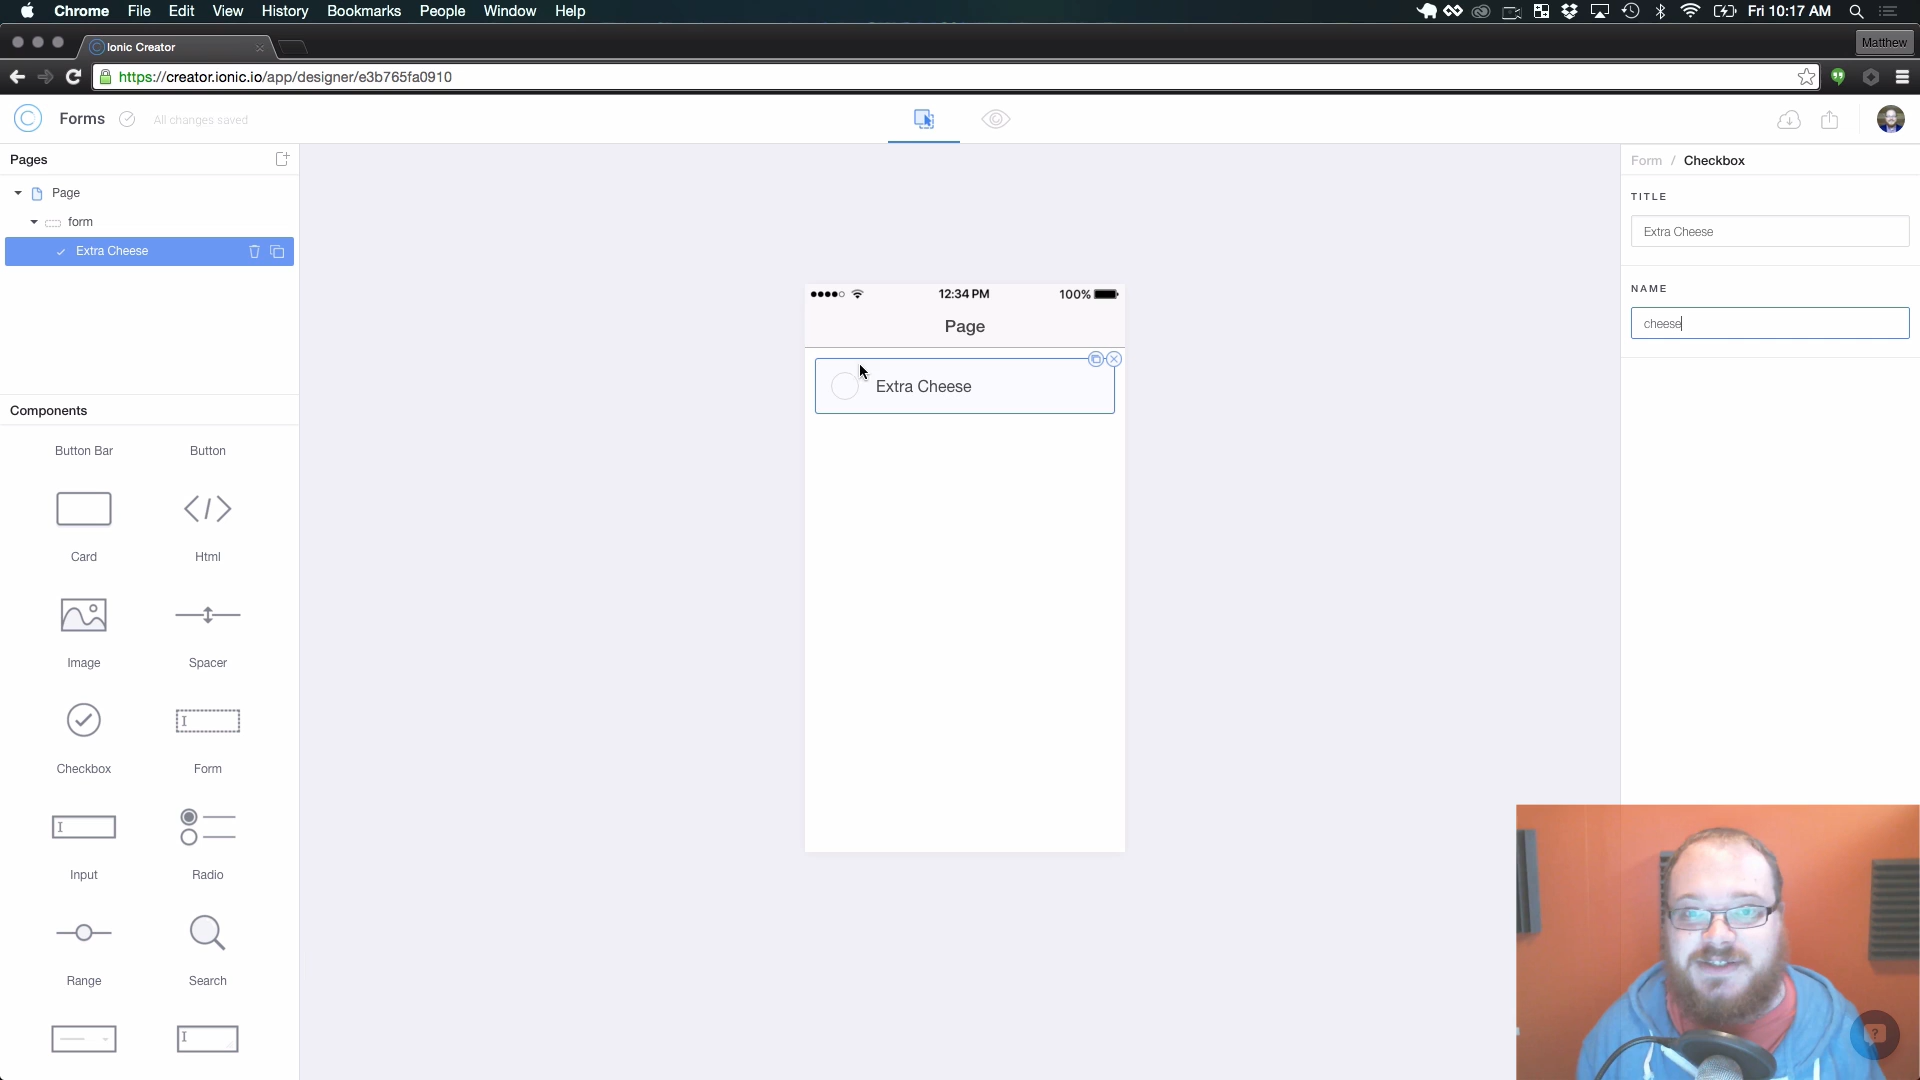 Chrome File Edit View History Bookmarks People Window Help Fri 10:17 AM
Ionic Creator Matthew
https://creator.ionic.io/app/designer/e3b765fa0910
Forms All changes saved
Pages
Page
form
Extra Cheese
Components
Button Bar Button
Card Html
Image Spacer
Checkbox Form
Input Radio
Range Search
12:34 PM 100%
Page
Extra Cheese
Form / Checkbox
TITLE
Extra Cheese
NAME
cheese